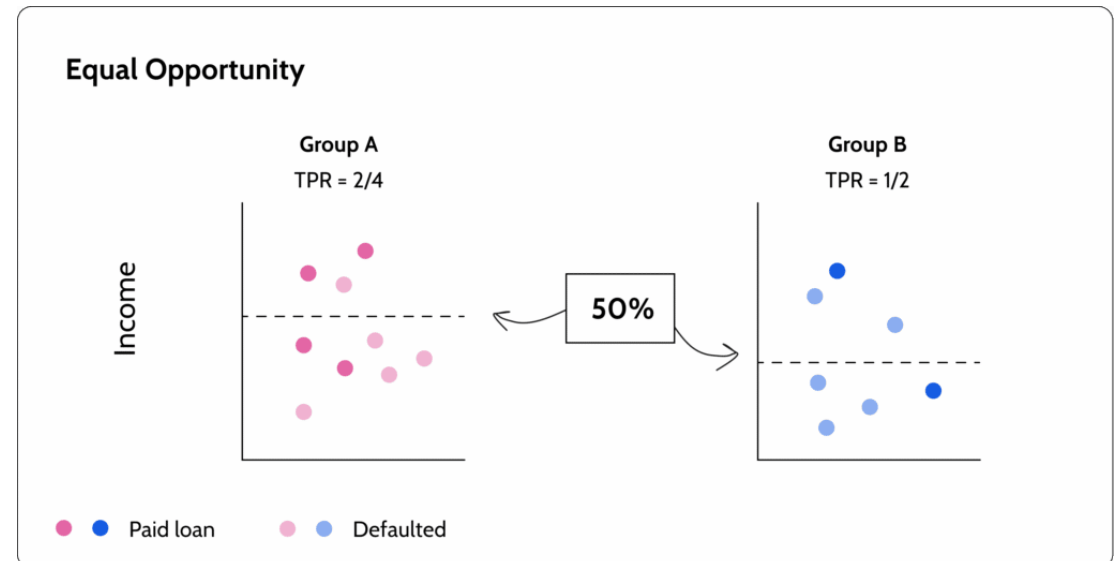 Equal Opportunity
Group A
TPR = 2/4
Group B
TPR = 1/2
Income
50%
Paid loan
Defaulted